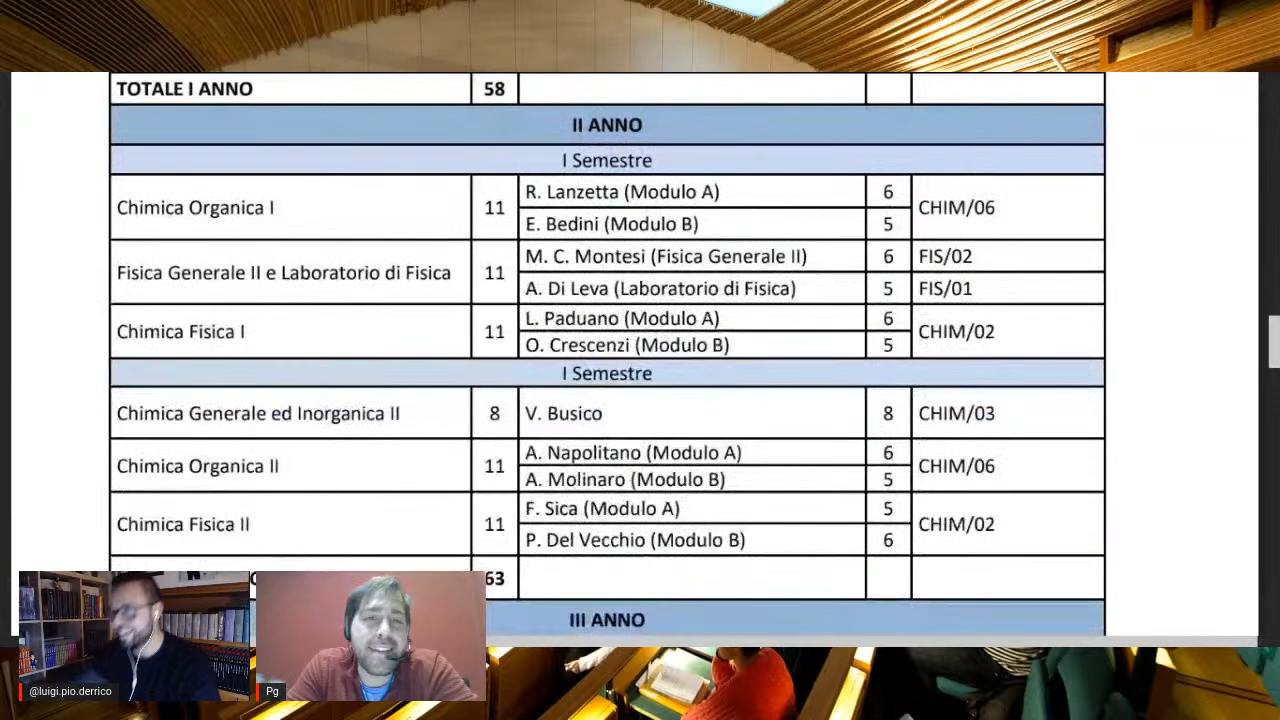 TOTALE I ANNO 58
II ANNO
I Semestre
Chimica Organica I 11 R. Lanzetta (Modulo A) 6 CHIM/06
E. Bedini (Modulo B) 5
Fisica Generale II e Laboratorio di Fisica 11 M. C. Montesi (Fisica Generale II) 6 FIS/02
A. Di Leva (Laboratorio di Fisica) 5 FIS/01
Chimica Fisica I 11 L. Paduano (Modulo A) 6 CHIM/02
O. Crescenzi (Modulo B) 5
I Semestre
Chimica Generale ed Inorganica II 8 V. Busico 8 CHIM/03
Chimica Organica II 11 A. Napolitano (Modulo A) 6 CHIM/06
A. Molinaro (Modulo B) 5
Chimica Fisica II 11 F. Sica (Modulo A) 5 CHIM/02
P. Del Vecchio (Modulo B) 6
63
III ANNO
@luigi.pio.derrico
Pg